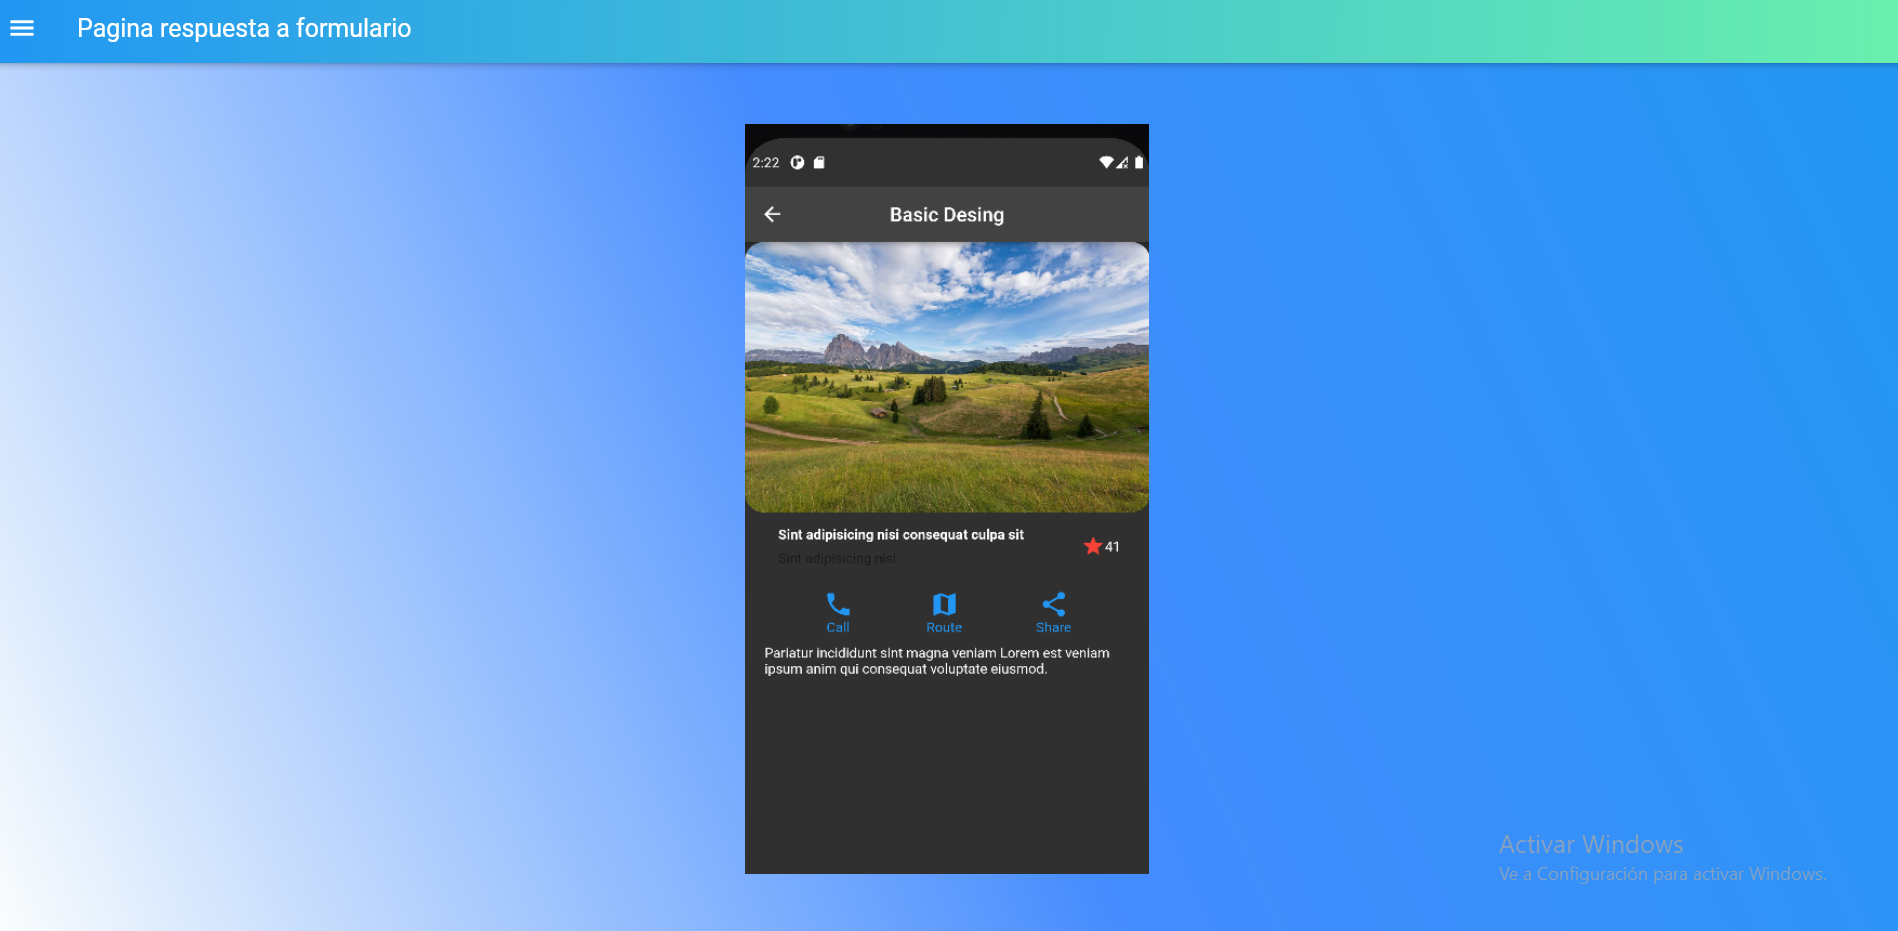 Pagina respuesta a formulario
2:22
Basic Desing
Sint adipisicing nisi consequat culpa sit
Sint adipisicing nisi
41
Call Route Share
Pariatur incididunt sint magna veniam Lorem est veniam
ipsum anim qui consequat voluptate eiusmod.
Activar Windows
Ve a Configuración para activar Windows.